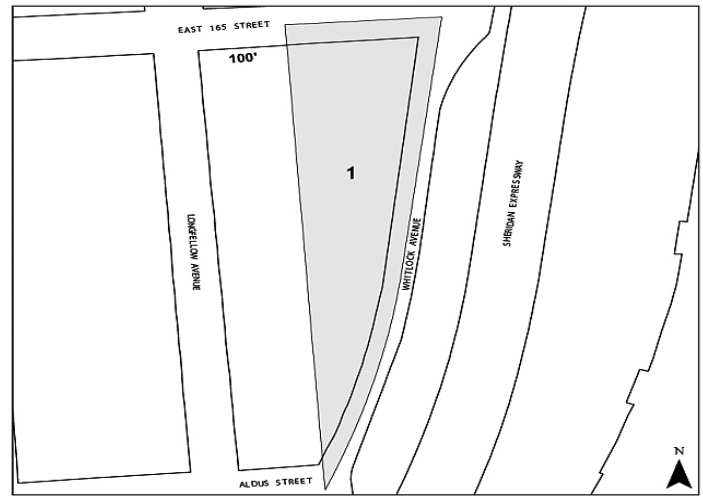 EAST 165 STREET
100'
1
LONGFELLOW AVENUE
WHITLOCK AVENUE
SHERIDAN EXPRESSWAY
ALDUS STREET
N